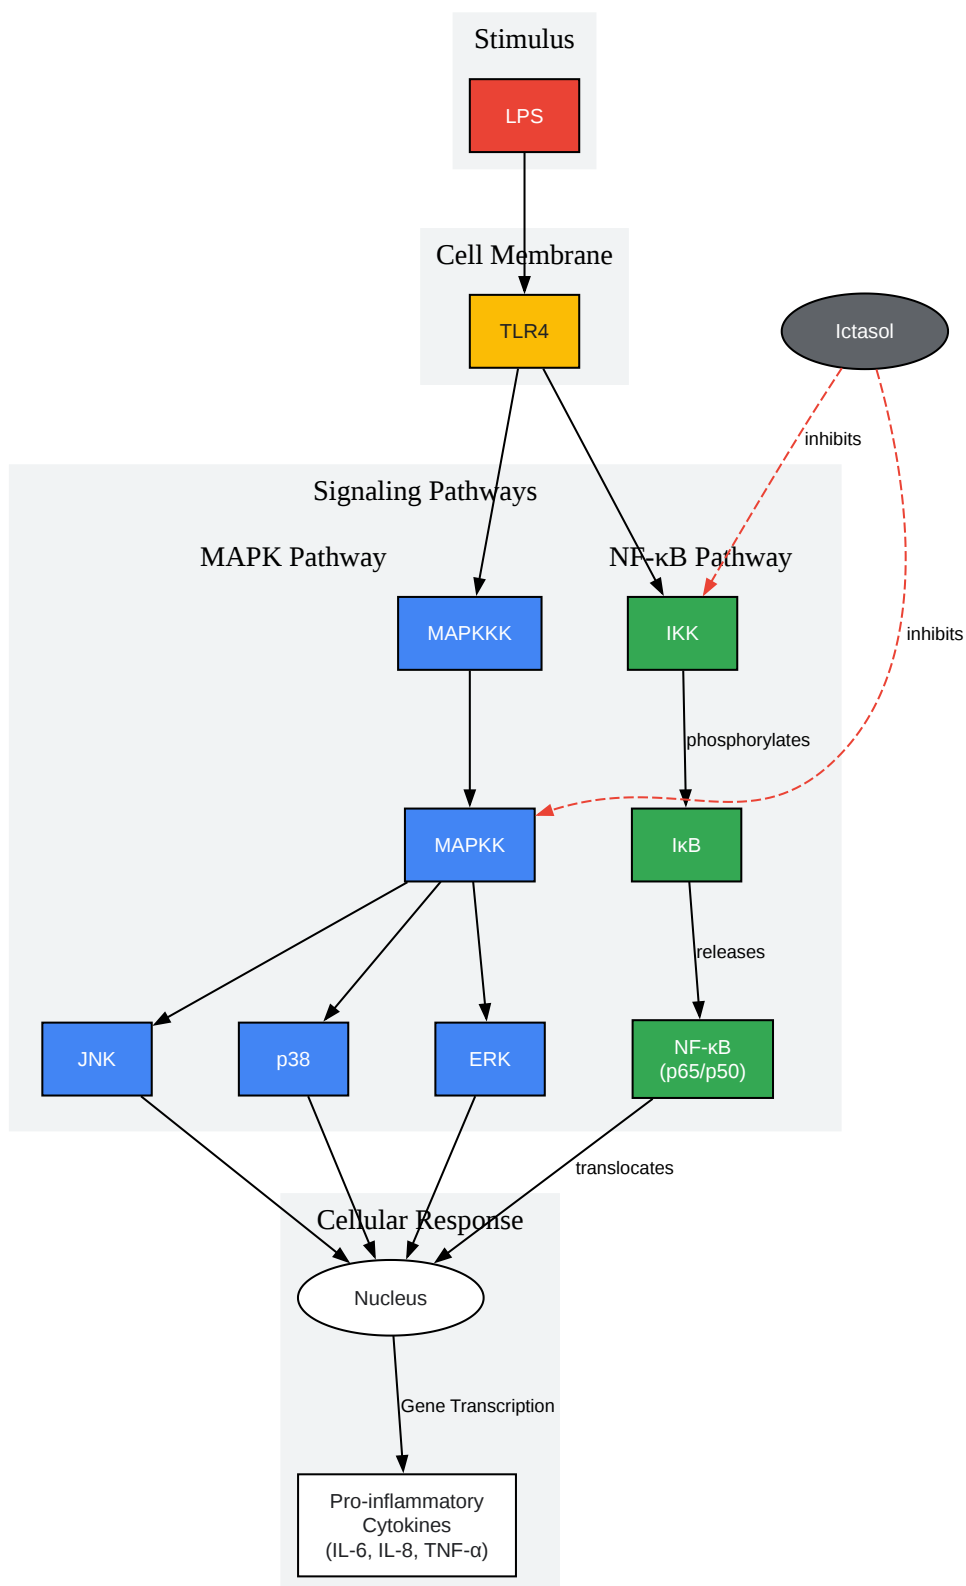 Stimulus
LPS
Cell Membrane
TLR4
Ictasol
inhibits
Signaling Pathways
MAPK Pathway
NF-κB Pathway
MAPKKK
IKK
inhibits
phosphorylates
MAPKK
IκB
releases
JNK
p38
ERK
NF-κB
(p65/p50)
translocates
Cellular Response
Nucleus
Gene Transcription
Pro-inflammatory
Cytokines
(IL-6, IL-8, TNF-α)